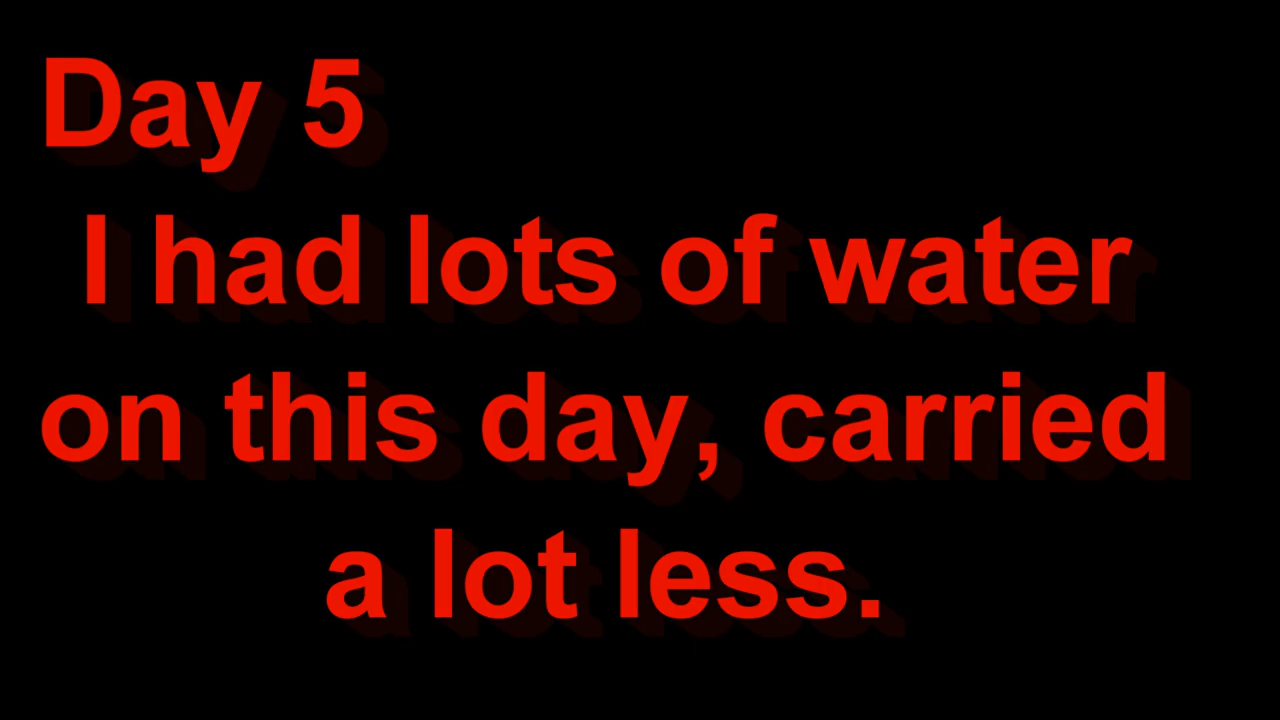 Day 5
I had lots of water
on this day, carried
a lot less.